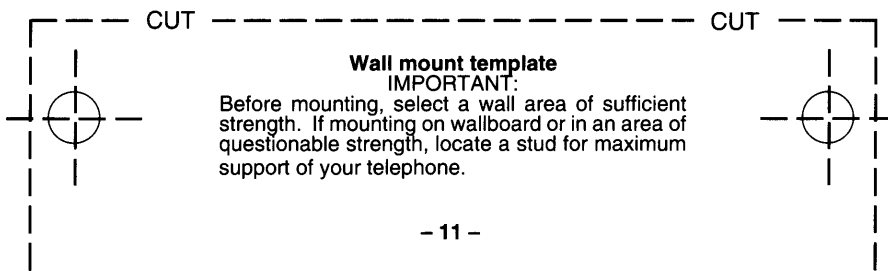 CUT CUT
Wall mount template
IMPORTANT:
Before mounting, select a wall area of sufficient
strength. If mounting on wallboard or in an area of
questionable strength, locate a stud for maximum
support of your telephone.
– 11 –